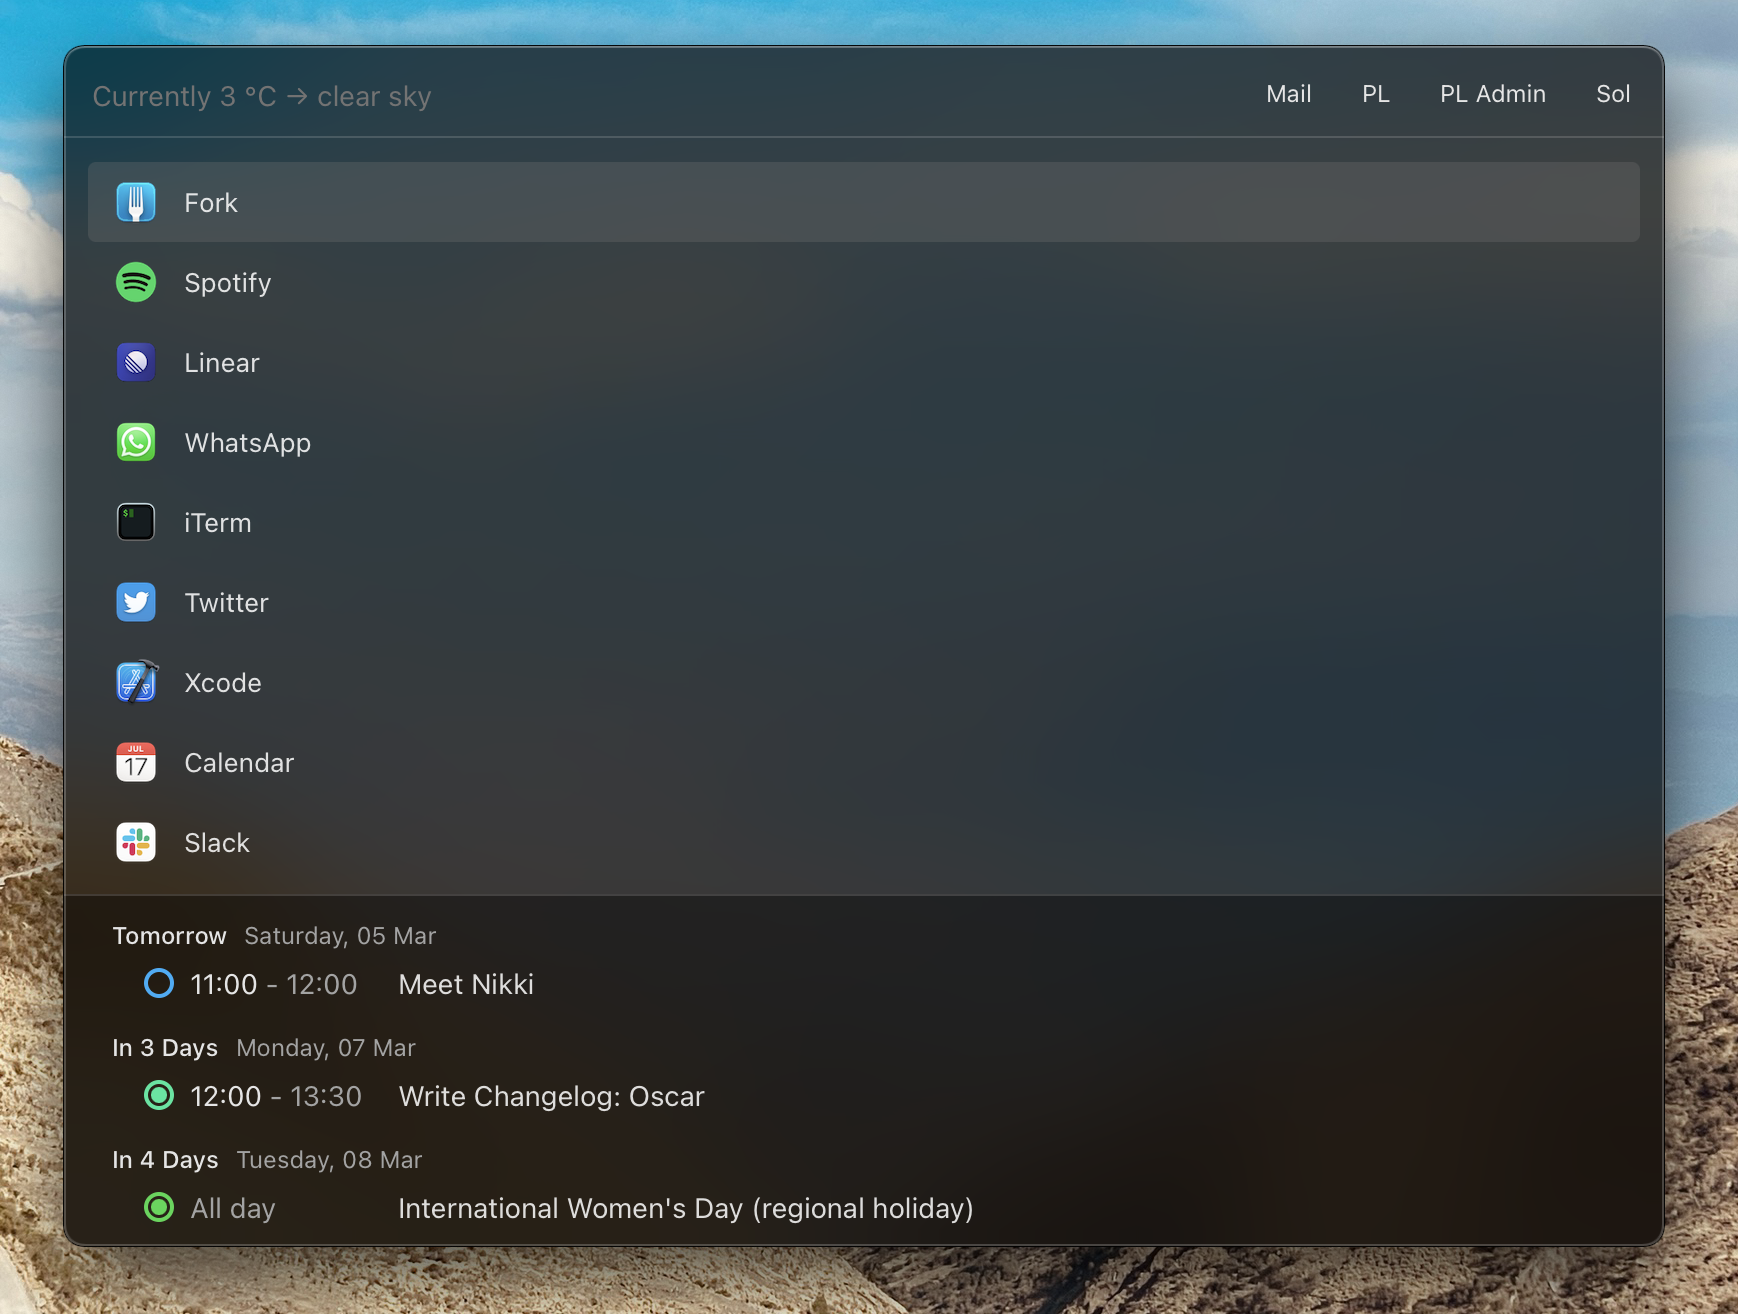 Currently 3 °C → clear sky Mail PL PL Admin Sol
Fork
Spotify
Linear
WhatsApp
$ iTerm
Twitter
Xcode
JUL
17 Calendar
Slack
Tomorrow Saturday, 05 Mar
11:00 - 12:00 Meet Nikki
In 3 Days Monday, 07 Mar
12:00 - 13:30 Write Changelog: Oscar
In 4 Days Tuesday, 08 Mar
All day International Women's Day (regional holiday)